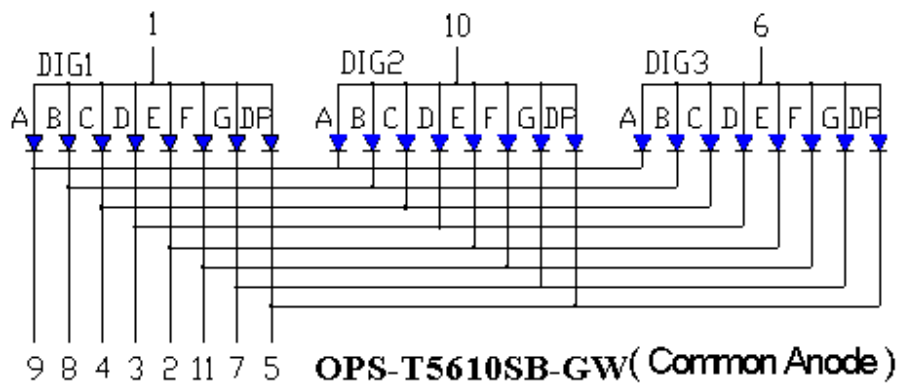 1 10 6
DIG1 DIG2 DIG3
A B C D E F G DP A B C D E F G DP A B C D E F G DP
9 8 4 3 2 11 7 5 OPS-T5610SB-GW( Common Anode )